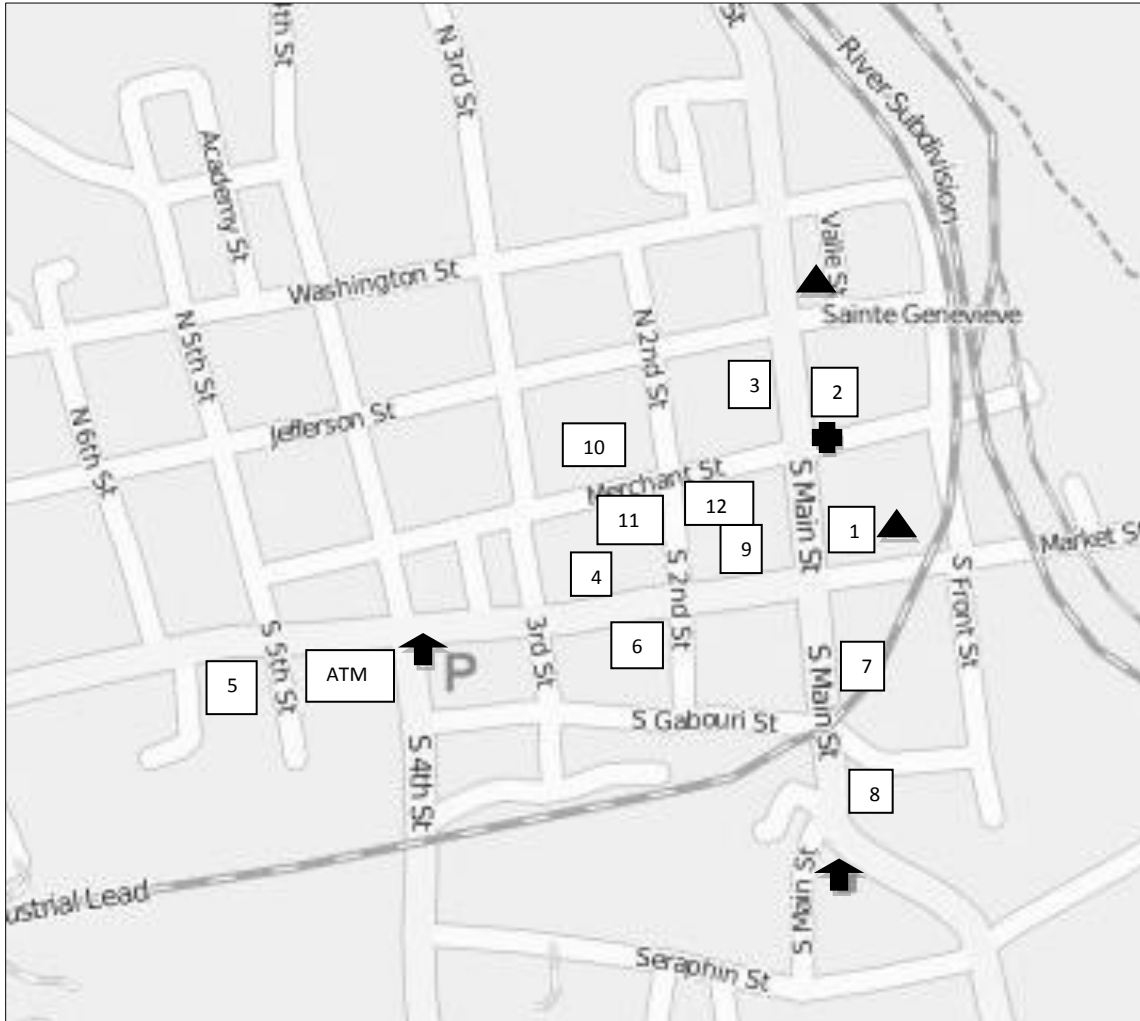 4th St
N 3rd St
St
River Subdivision
Academy St
Valle St
Washington St
Sainte Genevieve
N 5th St
N 2nd St
3
2
N 6th St
Jefferson St
10
Merchant St
S Main St
11
12
1
9
Market St
4
S 2nd St
S Front St
S 5th St
3rd St
6
7
5
ATM
P
S Main St
S Gabouri St
S 4th St
8
ustrial Lead
S Main St
Seraphin St